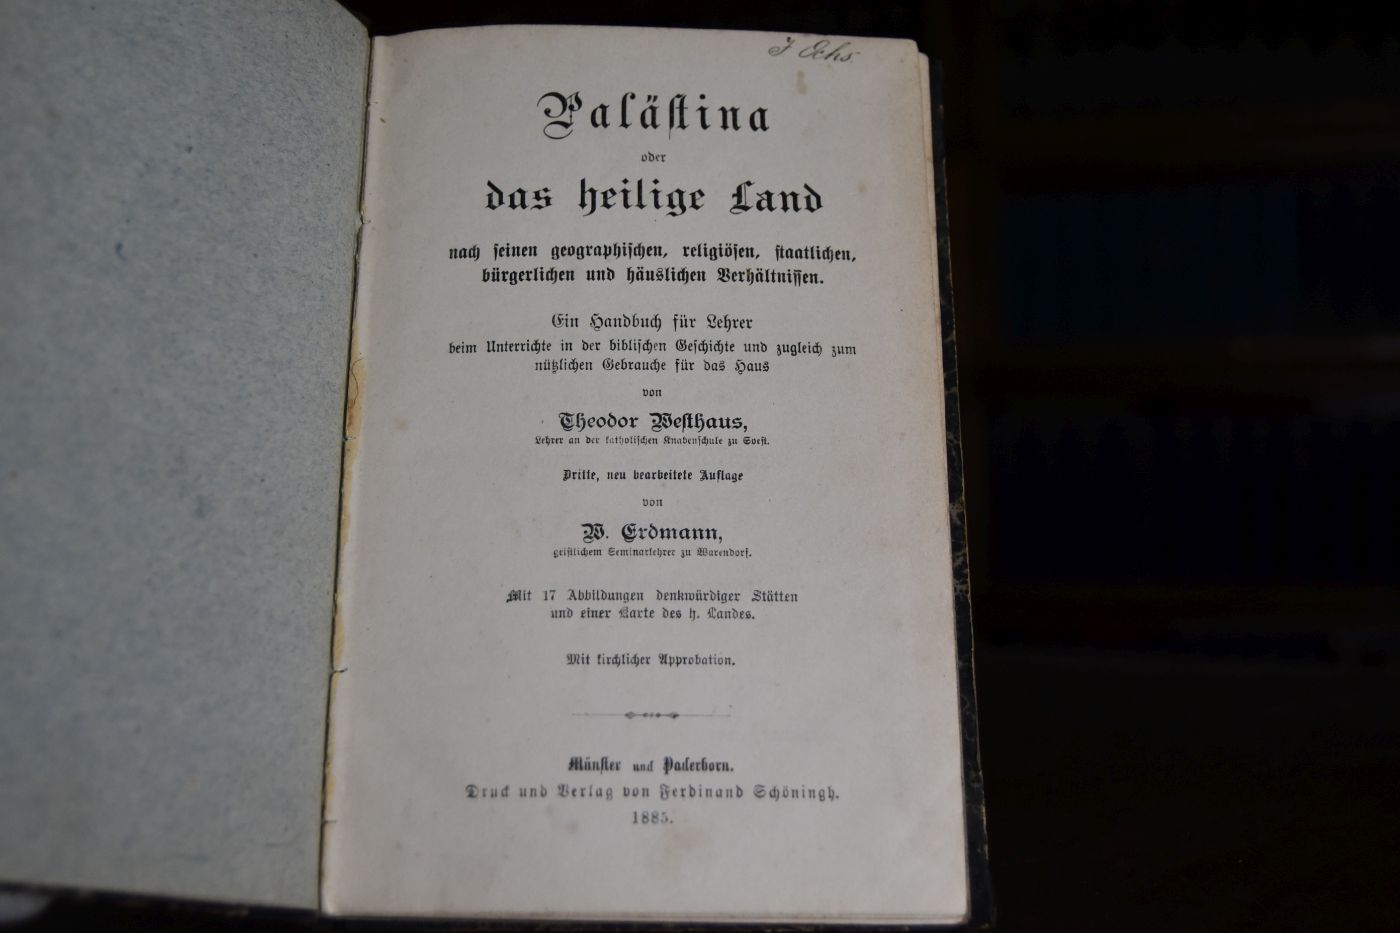 J Ochs.
Palästina
oder
das heilige Land
nach seinen geographischen, religiösen, staatlichen,
bürgerlichen und häuslichen Verhältnissen.
Ein Handbuch für Lehrer
beim Unterrichte in der biblischen Geschichte und zugleich zum
nützlichen Gebrauche für das Haus
von
Theodor Westhaus,
Lehrer an der katholischen Knabenschule zu Soest.
Dritte, neu bearbeitete Auflage
von
W. Erdmann,
geistlichem Seminarlehrer zu Warendorf.
Mit 17 Abbildungen denkwürdiger Stätten
und einer Karte des h. Landes.
Mit kirchlicher Approbation.
Münster und Paderborn.
Druck und Verlag von Ferdinand Schöningh.
1885.